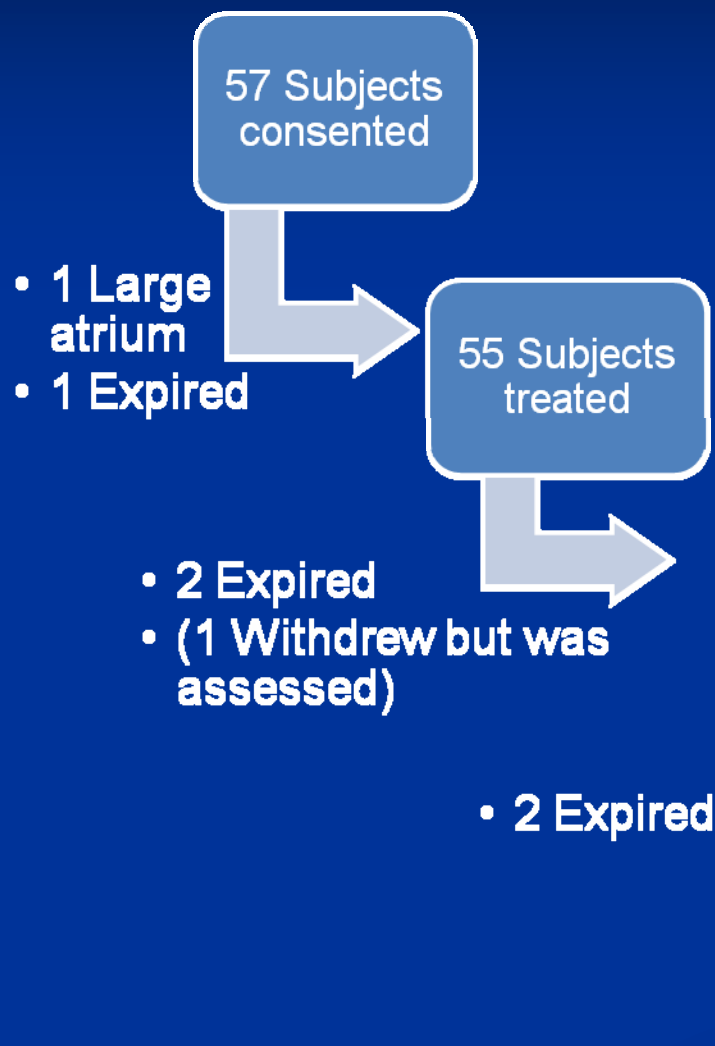 57 Subjects
consented
• 1 Large
atrium
• 1 Expired
55 Subjects
treated
• 2 Expired
• (1 Withdrew but was
assessed)
• 2 Expired